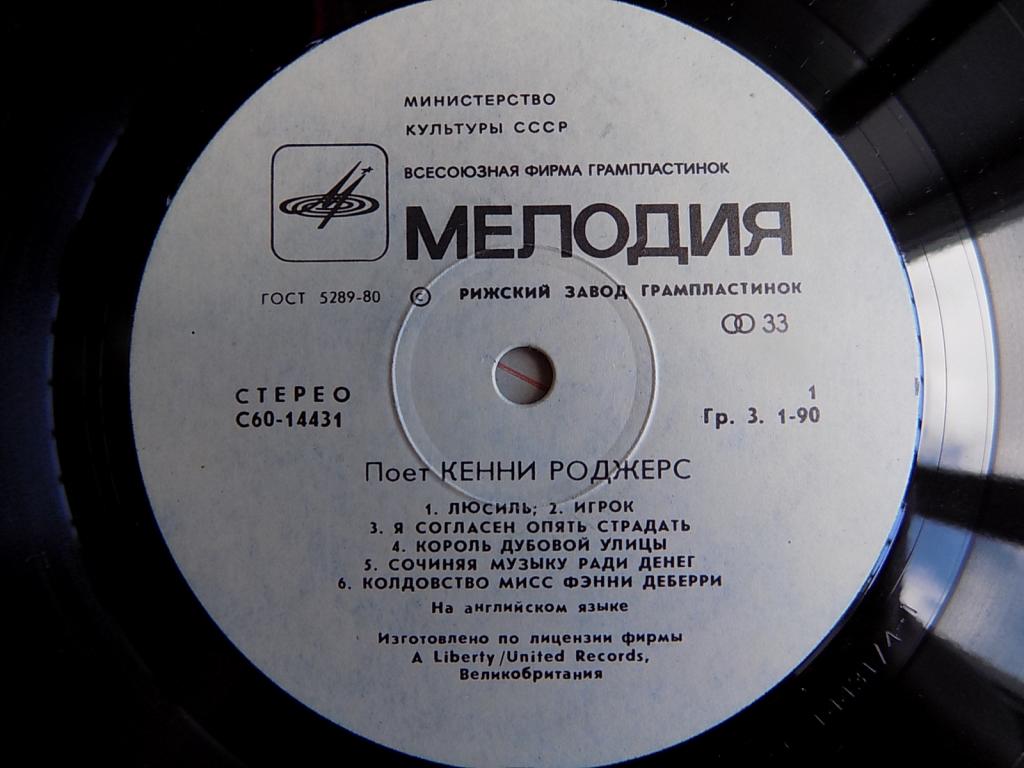 МИНИСТЕРСТВО
КУЛЬТУРЫ СССР
ВСЕСОЮЗНАЯ ФИРМА ГРАМПЛАСТИНОК
МЕЛОДИЯ
ГОСТ 5289-80 © РИЖСКИЙ ЗАВОД ГРАМПЛАСТИНОК
33
СТЕРЕО
1
С60-14431
Гр. 3. 1-90
Поет КЕННИ РОДЖЕРС
1. ЛЮСИЛЬ; 2. ИГРОК
3. Я СОГЛАСЕН ОПЯТЬ СТРАДАТЬ
4. КОРОЛЬ ДУБОВОЙ УЛИЦЫ
5. СОЧИНЯЯ МУЗЫКУ РАДИ ДЕНЕГ
6. КОЛДОВСТВО МИСС ФЭННИ ДЕБЕРРИ
На английском языке
Изготовлено по лицензии фирмы
A Liberty/United Records,
Великобритания